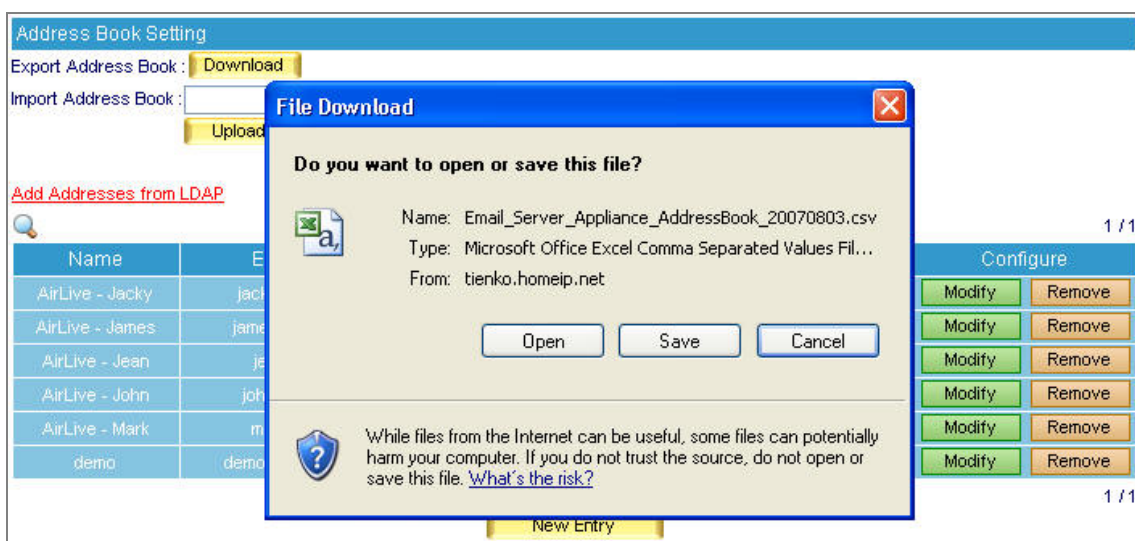 Address Book Setting
Export Address Book : Download
Import Address Book :
Upload
File Download
Do you want to open or save this file?
Name: Email_Server_Appliance_AddressBook_20070803.csv
Type: Microsoft Office Excel Comma Separated Values Fil...
From: tienko.homeip.net
Open Save Cancel
While files from the Internet can be useful, some files can potentially
harm your computer. If you do not trust the source, do not open or
save this file. What's the risk?
Add Addresses from LDAP
1 / 1
Name E Configure
AirLive - Jacky jack Modify Remove
AirLive - James jame Modify Remove
AirLive - Jean je Modify Remove
AirLive - John joh Modify Remove
AirLive - Mark m Modify Remove
demo demo Modify Remove
1 / 1
New Entry